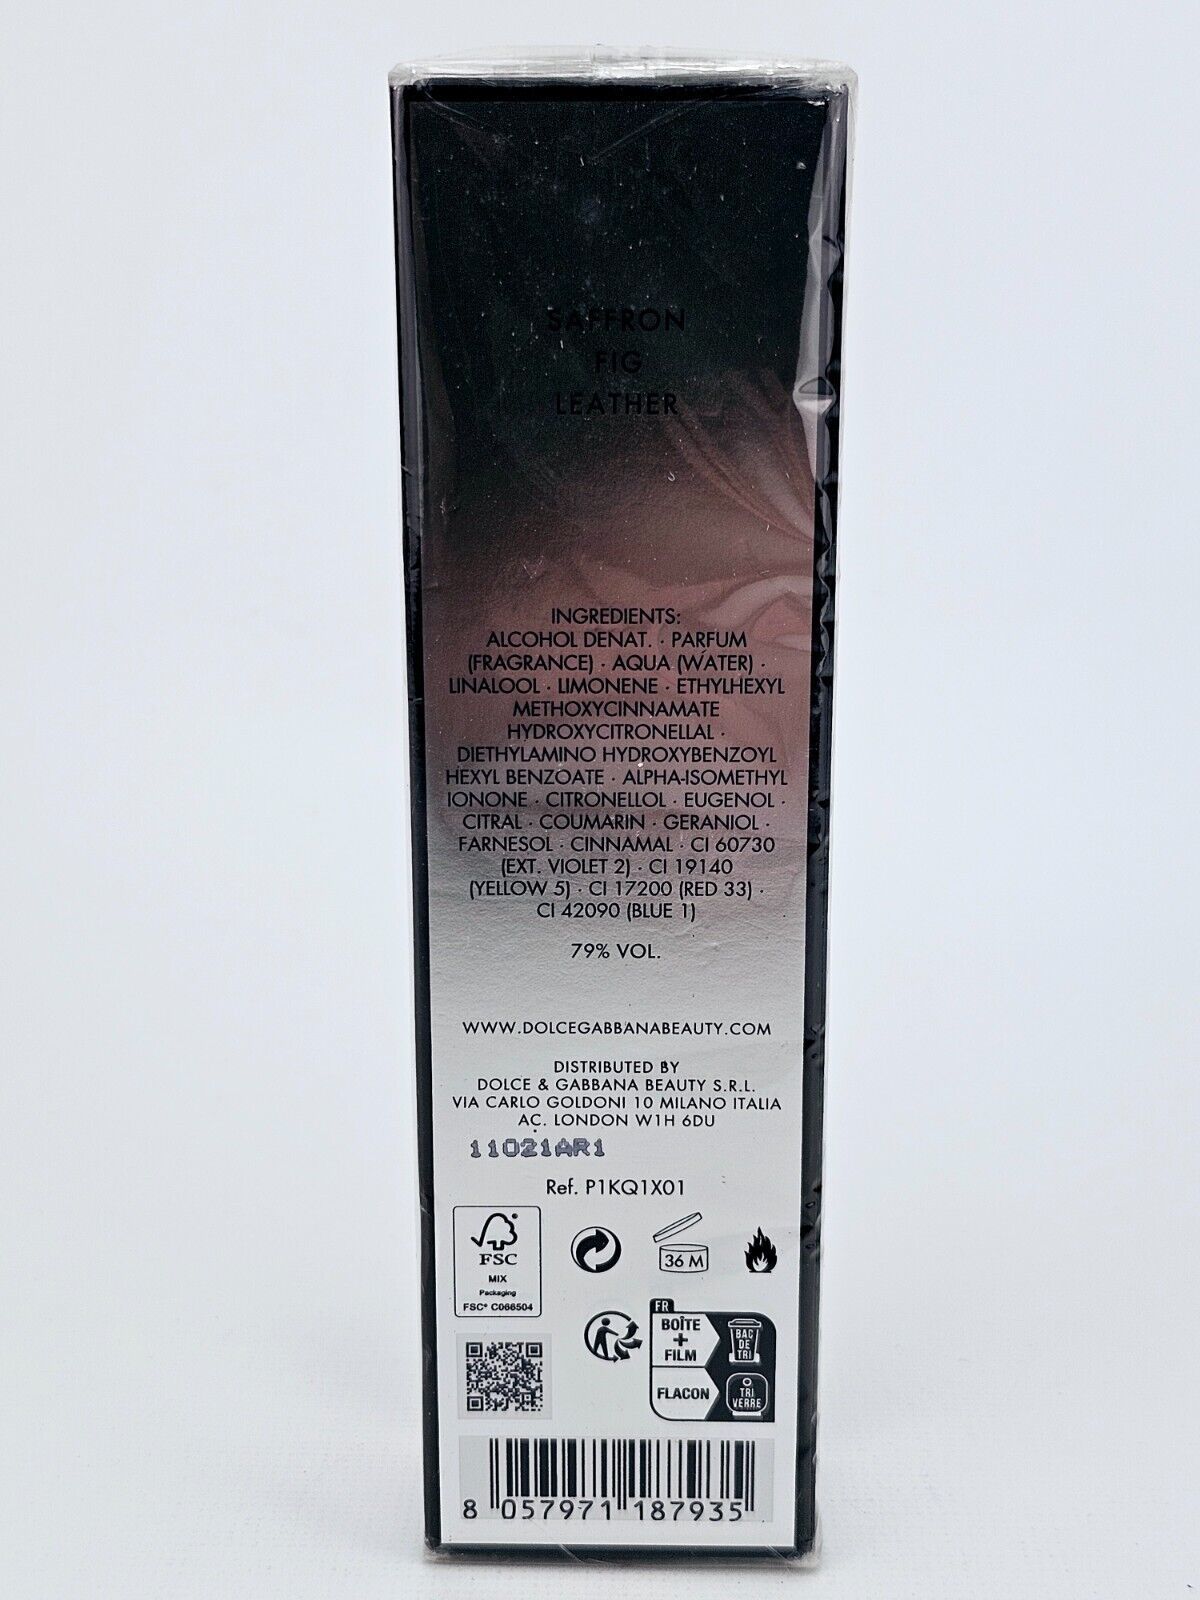 SAFFRON
FIG
LEATHER
INGREDIENTS:
ALCOHOL DENAT. · PARFUM
(FRAGRANCE) · AQUA (WATER) ·
LINALOOL · LIMONENE · ETHYLHEXYL
METHOXYCINNAMATE
HYDROXYCITRONELLAL ·
DIETHYLAMINO HYDROXYBENZOYL
HEXYL BENZOATE · ALPHA-ISOMETHYL
IONONE · CITRONELLOL · EUGENOL ·
CITRAL · COUMARIN · GERANIOL ·
FARNESOL · CINNAMAL · CI 60730
(EXT. VIOLET 2) · CI 19140
(YELLOW 5) · CI 17200 (RED 33) ·
CI 42090 (BLUE 1)
79% VOL.
WWW.DOLCEGABBANABEAUTY.COM
DISTRIBUTED BY
DOLCE & GABBANA BEAUTY S.R.L.
VIA CARLO GOLDONI 10 MILANO ITALIA
AC. LONDON W1H 6DU
11021AR1
Ref. P1KQ1X01
FSC
MIX
Packaging
FSC® C066504
36 M
FR
BOÎTE
+
FILM
BAC
DE
TRI
FLACON
TRI
VERRE
8 057971 187935